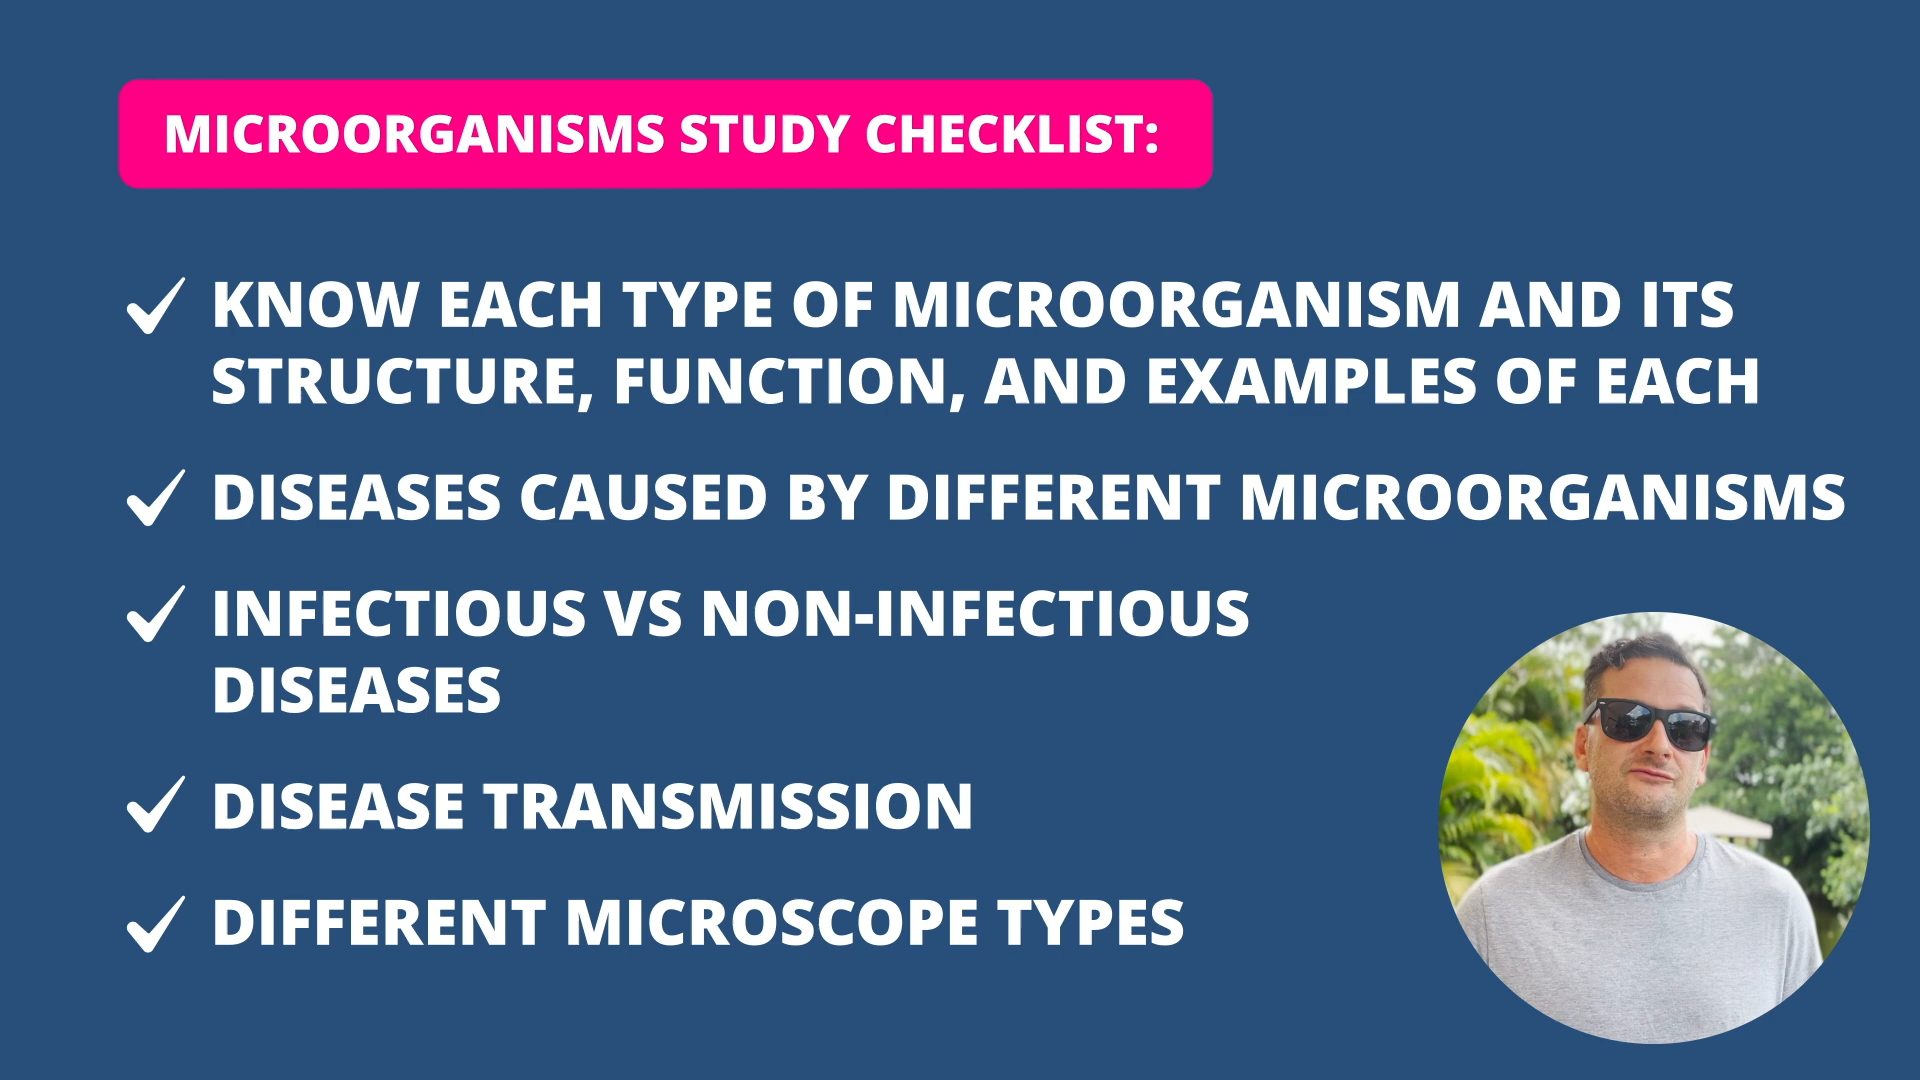 MICROORGANISMS STUDY CHECKLIST:
KNOW EACH TYPE OF MICROORGANISM AND ITS
STRUCTURE, FUNCTION, AND EXAMPLES OF EACH
DISEASES CAUSED BY DIFFERENT MICROORGANISMS
INFECTIOUS VS NON-INFECTIOUS
DISEASES
DISEASE TRANSMISSION
DIFFERENT MICROSCOPE TYPES